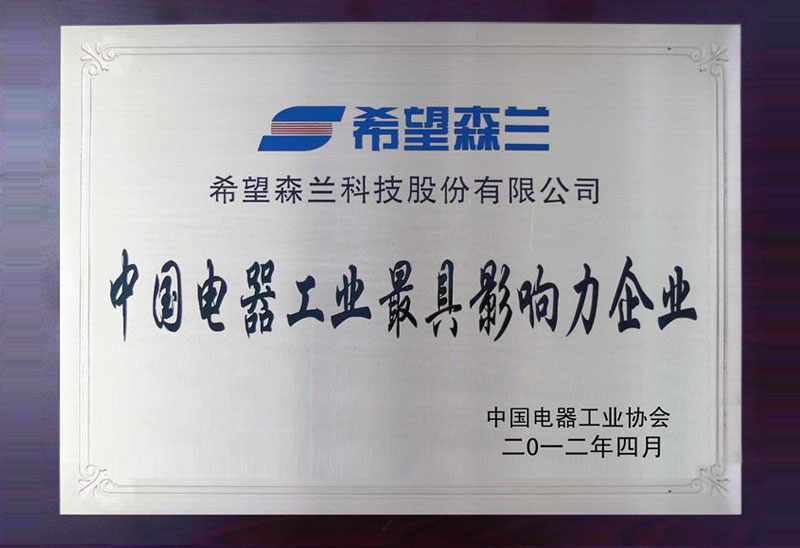 希望森兰
希望森兰科技股份有限公司
中国电器工业最具影响力企业
中国电器工业协会
二0一二年四月